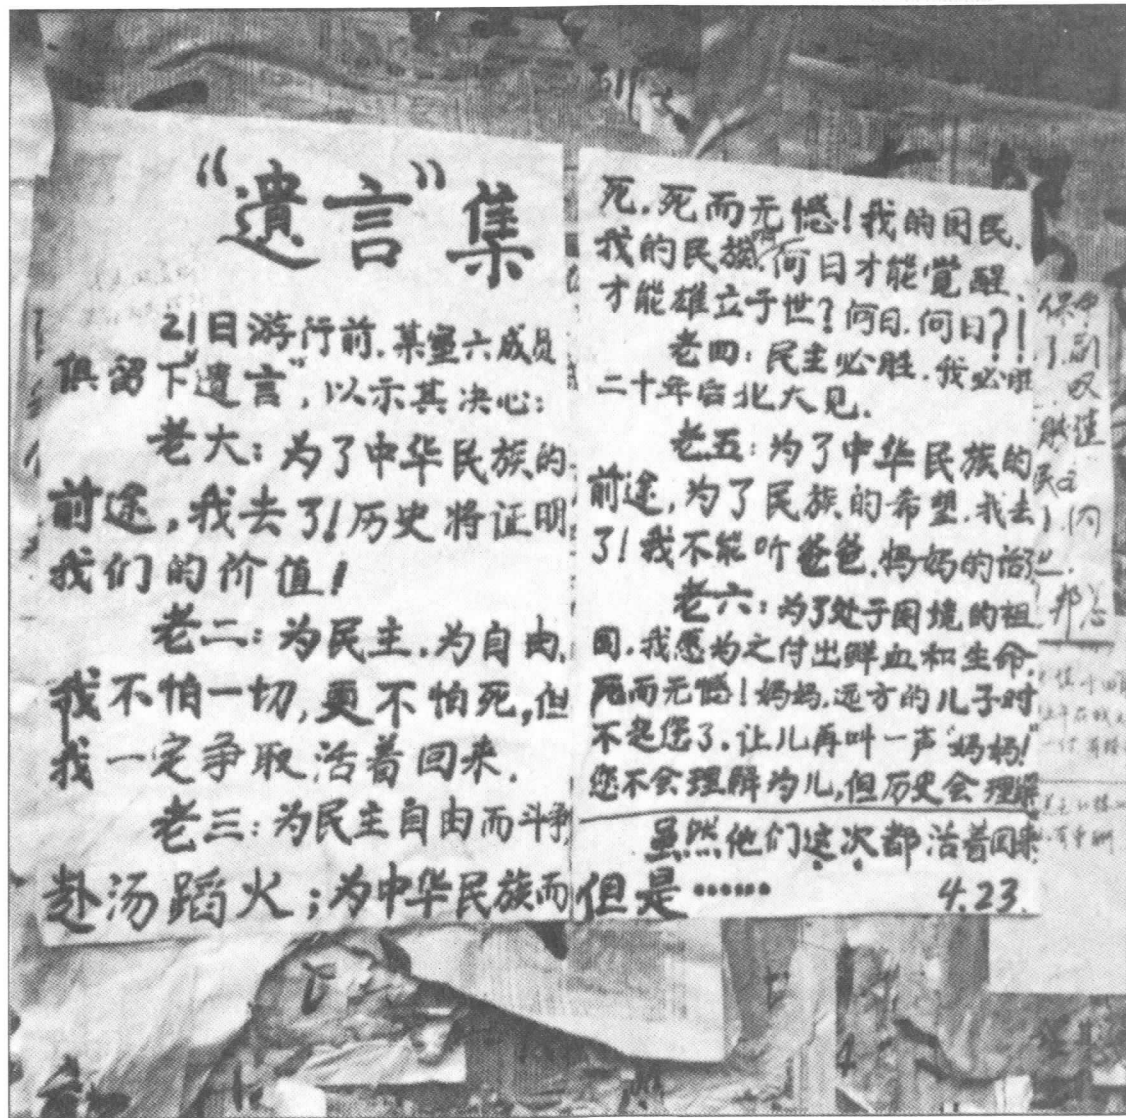 “遺言”集
21日游行前.某室六成员
俱留下“遗言”, 以示其决心:
老大: 为了中华民族的
前途,我去了!历史将证明
我们的价值!
老二: 为民主.为自由.
我不怕一切,更不怕死,但
我一定争取活着回来.
老三: 为民主自由而斗争
赴汤蹈火;为中华民族而
死.死而无憾!我的国民.
我的民族.何日才能觉醒.
才能雄立于世?何日.何日?!
老四: 民主必胜.我必胜
二十年后北大见.
老五: 为了中华民族的
前途,为了民族的希望.我去
了!我不能听爸爸.妈妈的话了
老六: 为了处于困境的祖
国.我愿为之付出鲜血和生命.
死而无憾!妈妈.远方的儿子对
不起您了.让儿再叫一声“妈妈!”
您不会理解为儿,但历史会理解
虽然他们这次都活着回来
但是…… 4.23.